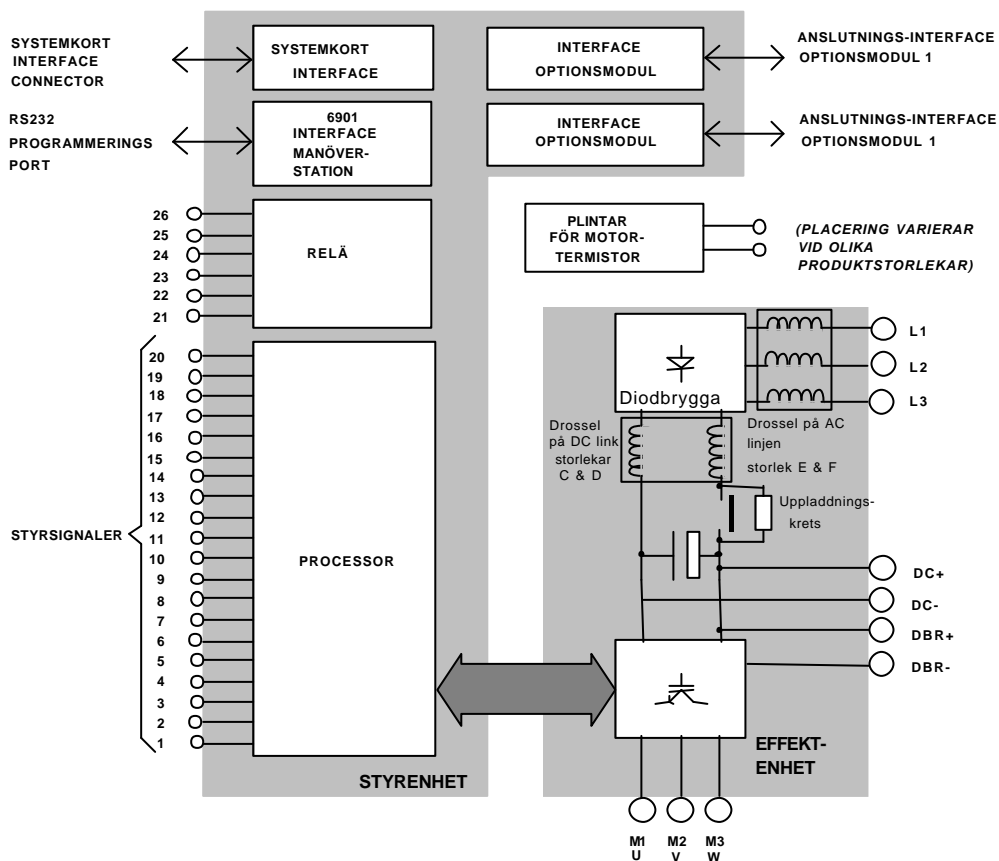 SYSTEMKORT
INTERFACE
CONNECTOR
SYSTEMKORT
INTERFACE
INTERFACE
OPTIONSMODUL
ANSLUTNINGS-INTERFACE
OPTIONSMODUL 1
RS232
PROGRAMMERINGS
PORT
6901
INTERFACE
MANÖVER-
STATION
INTERFACE
OPTIONSMODUL
ANSLUTNINGS-INTERFACE
OPTIONSMODUL 1
26
25
24
23
22
21
RELÄ
PLINTAR
FÖR MOTOR-
TERMISTOR
(PLACERING VARIERAR
VID OLIKA
PRODUKTSTORLEKAR)
STYRSIGNALER
20
19
18
17
16
15
14
13
12
11
10
9
8
7
6
5
4
3
2
1
PROCESSOR
STYRENHET
Diodbrygga
L1
L2
L3
Drossel
på DC link
storlekar
C & D
Drossel på AC
linjen
storlek E & F
Uppladdnings-
krets
DC+
DC-
DBR+
DBR-
EFFEKT-
ENHET
M1 M2 M3
U V W